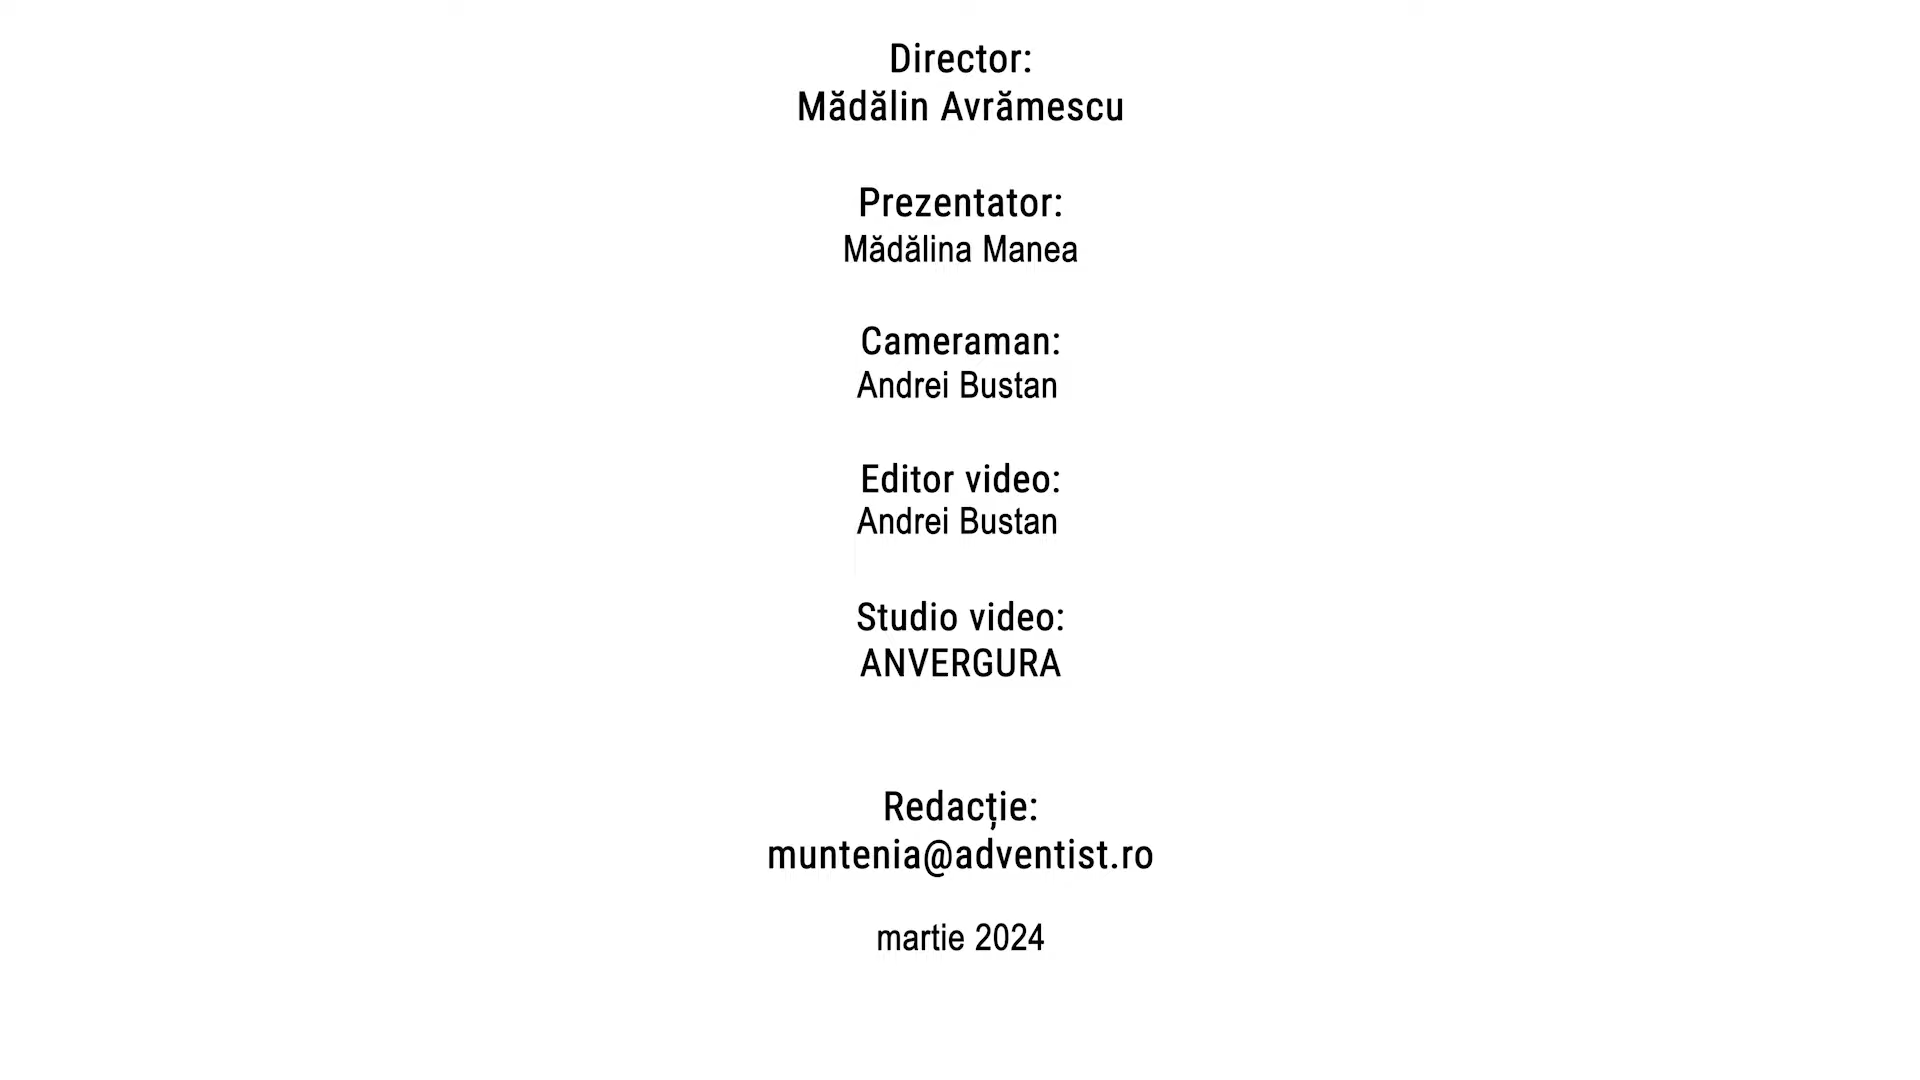 Director:
Mădălin Avrămescu
Prezentator:
Mădălina Manea
Cameraman:
Andrei Bustan
Editor video:
Andrei Bustan
Studio video:
ANVERGURA
Redacție:
muntenia@adventist.ro
martie 2024